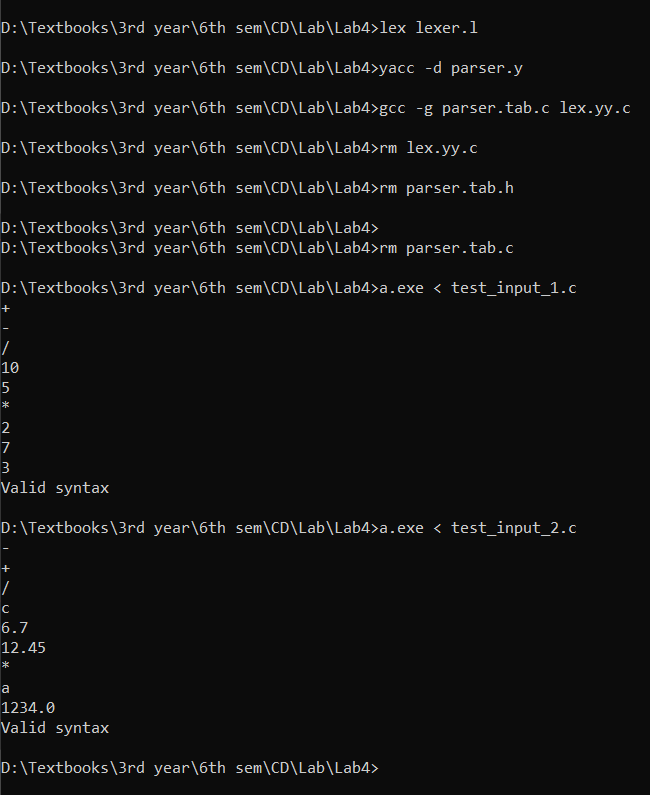 D:\Textbooks\3rd year\6th sem\CD\Lab\Lab4>lex lexer.l
D:\Textbooks\3rd year\6th sem\CD\Lab\Lab4>yacc -d parser.y
D:\Textbooks\3rd year\6th sem\CD\Lab\Lab4>gcc -g parser.tab.c lex.yy.c
D:\Textbooks\3rd year\6th sem\CD\Lab\Lab4>rm lex.yy.c
D:\Textbooks\3rd year\6th sem\CD\Lab\Lab4>rm parser.tab.h
D:\Textbooks\3rd year\6th sem\CD\Lab\Lab4>
D:\Textbooks\3rd year\6th sem\CD\Lab\Lab4>rm parser.tab.c
D:\Textbooks\3rd year\6th sem\CD\Lab\Lab4>a.exe < test_input_1.c
+
-
/
10
5
*
2
7
3
Valid syntax
D:\Textbooks\3rd year\6th sem\CD\Lab\Lab4>a.exe < test_input_2.c
-
+
/
c
6.7
12.45
*
a
1234.0
Valid syntax
D:\Textbooks\3rd year\6th sem\CD\Lab\Lab4>